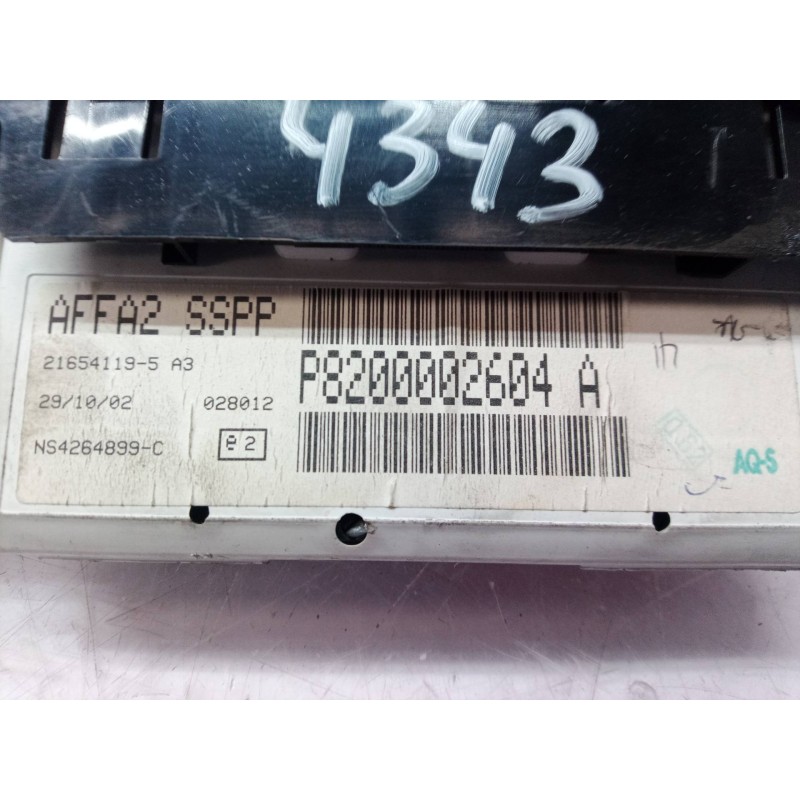 4343
AFFA2 SSPP
21654119-5 A3
P8200002604 A
29/10/02 028012
NS4264899-C e2
AQ-S